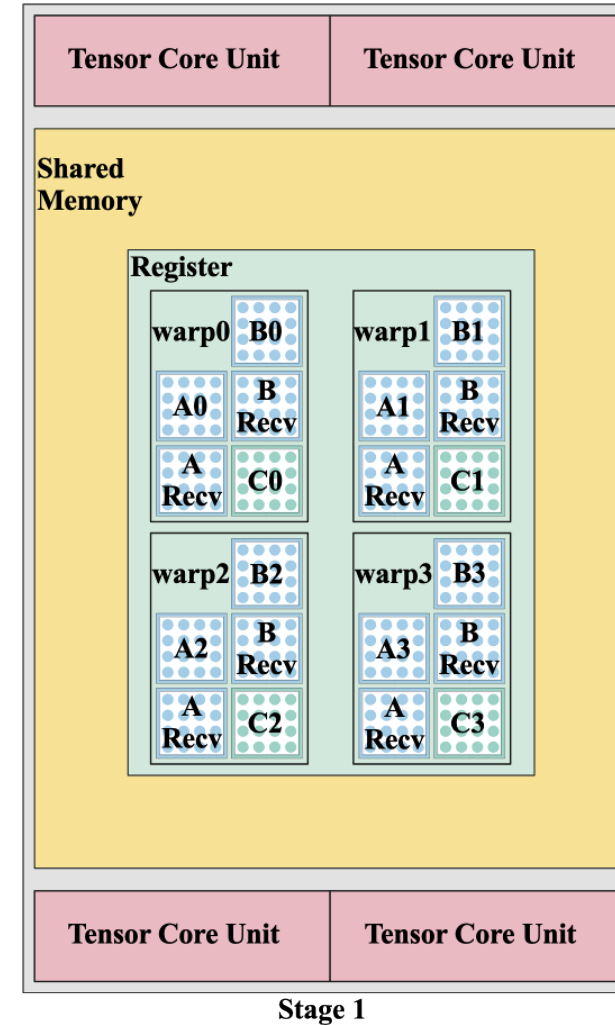 Tensor Core Unit
Tensor Core Unit
Shared
Memory
Register
warp0
B0
A0
B
Recv
A
Recv
C0
warp1
B1
A1
B
Recv
A
Recv
C1
warp2
B2
A2
B
Recv
A
Recv
C2
warp3
B3
A3
B
Recv
A
Recv
C3
Tensor Core Unit
Tensor Core Unit
Stage 1